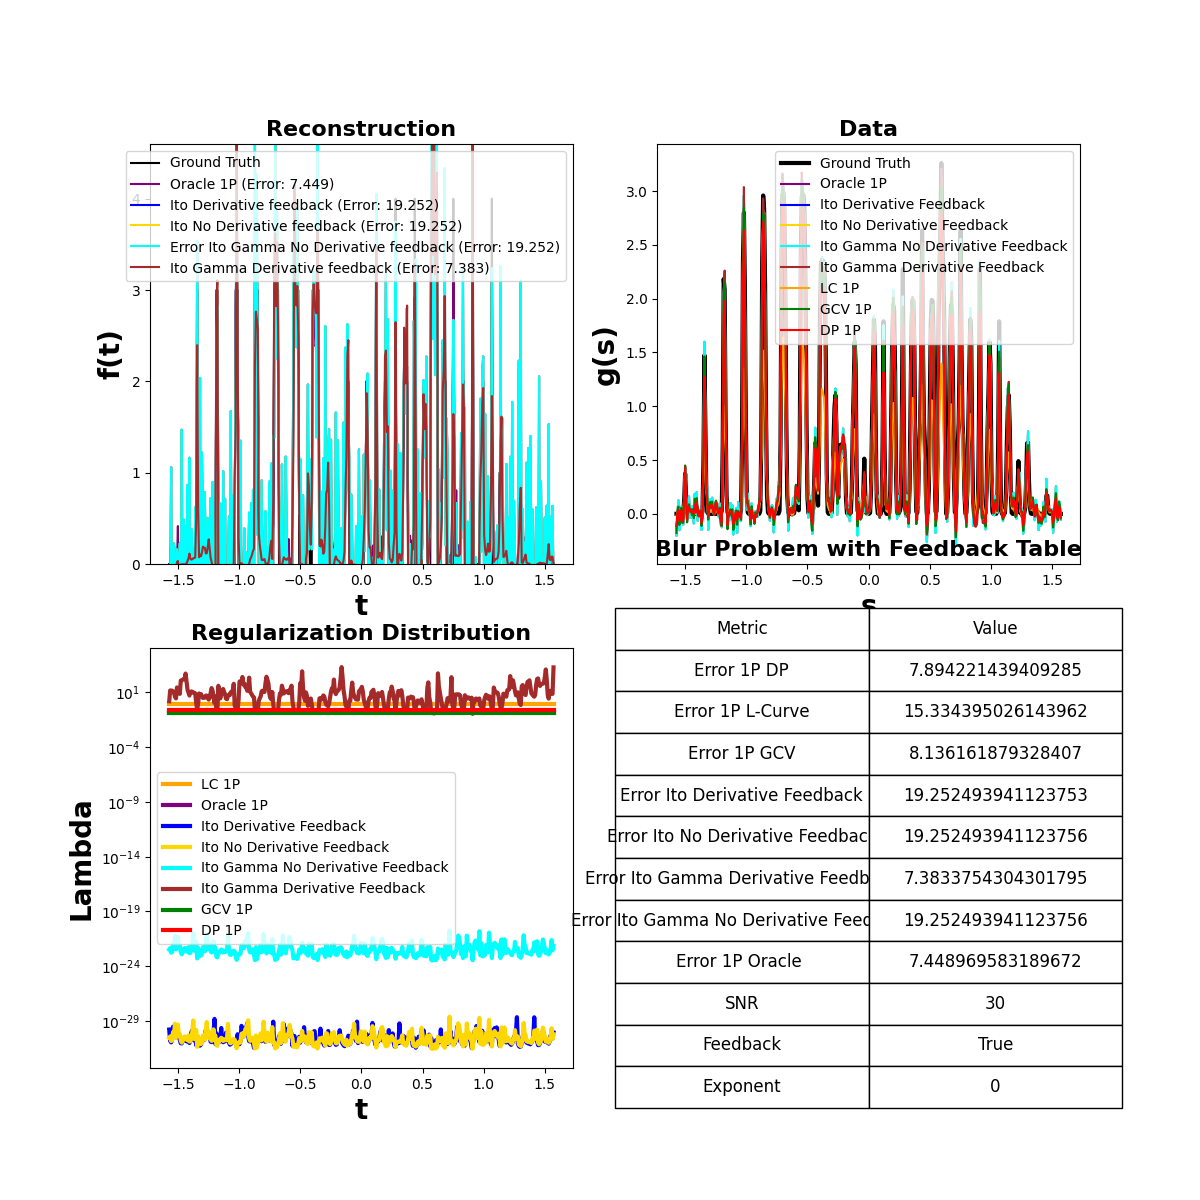 Reconstruction
f(t)
4
3
2
1
0
Ground Truth
Oracle 1P (Error: 7.449)
Ito Derivative feedback (Error: 19.252)
Ito No Derivative feedback (Error: 19.252)
Error Ito Gamma No Derivative feedback (Error: 19.252)
Ito Gamma Derivative feedback (Error: 7.383)
−1.5 −1.0 −0.5 0.0 0.5 1.0 1.5
t
Data
g(s)
3.0
2.5
2.0
1.5
1.0
0.5
0.0
Ground Truth
Oracle 1P
Ito Derivative Feedback
Ito No Derivative Feedback
Ito Gamma No Derivative Feedback
Ito Gamma Derivative Feedback
LC 1P
GCV 1P
DP 1P
Blur Problem with Feedback Table
−1.5 −1.0 −0.5 0.0 0.5 1.0 1.5
s
Regularization Distribution
Lambda
10^1
10^−4
10^−9
10^−14
10^−19
10^−24
10^−29
LC 1P
Oracle 1P
Ito Derivative Feedback
Ito No Derivative Feedback
Ito Gamma No Derivative Feedback
Ito Gamma Derivative Feedback
GCV 1P
DP 1P
−1.5 −1.0 −0.5 0.0 0.5 1.0 1.5
t
Metric Value
Error 1P DP 7.894221439409285
Error 1P L-Curve 15.334395026143962
Error 1P GCV 8.136161879328407
Error Ito Derivative Feedback 19.252493941123753
Error Ito No Derivative Feedbac 19.252493941123756
Error Ito Gamma Derivative Feedb 7.3833754304301795
Error Ito Gamma No Derivative Feed 19.252493941123756
Error 1P Oracle 7.448969583189672
SNR 30
Feedback True
Exponent 0